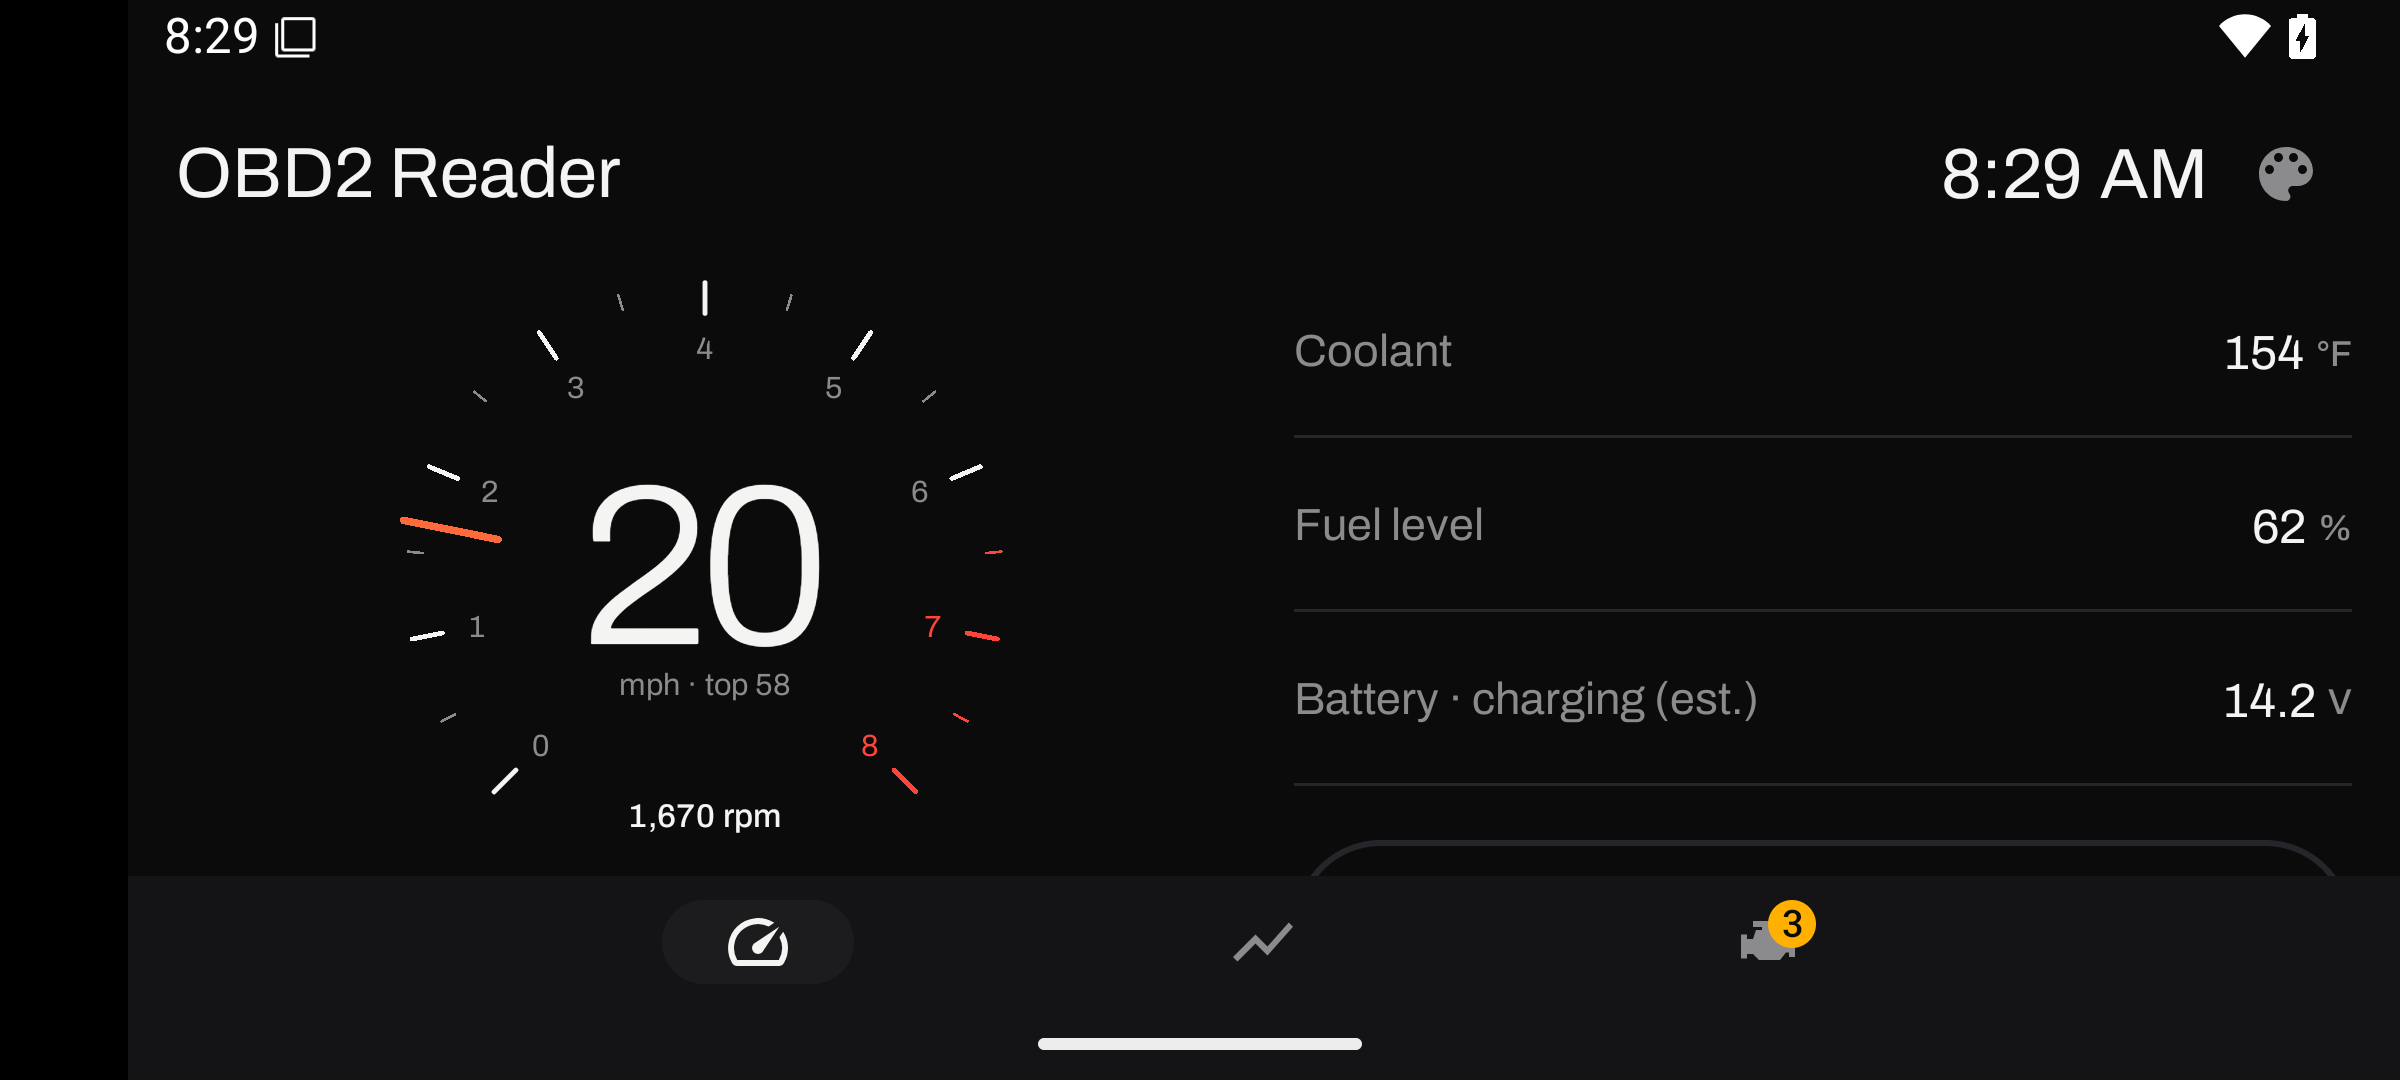 8:29
OBD2 Reader
8:29 AM
4
3
5
2
6
1
7
0
8
20
mph · top 58
1,670 rpm
Coolant
154 °F
Fuel level
62 %
Battery · charging (est.)
14.2 V
3